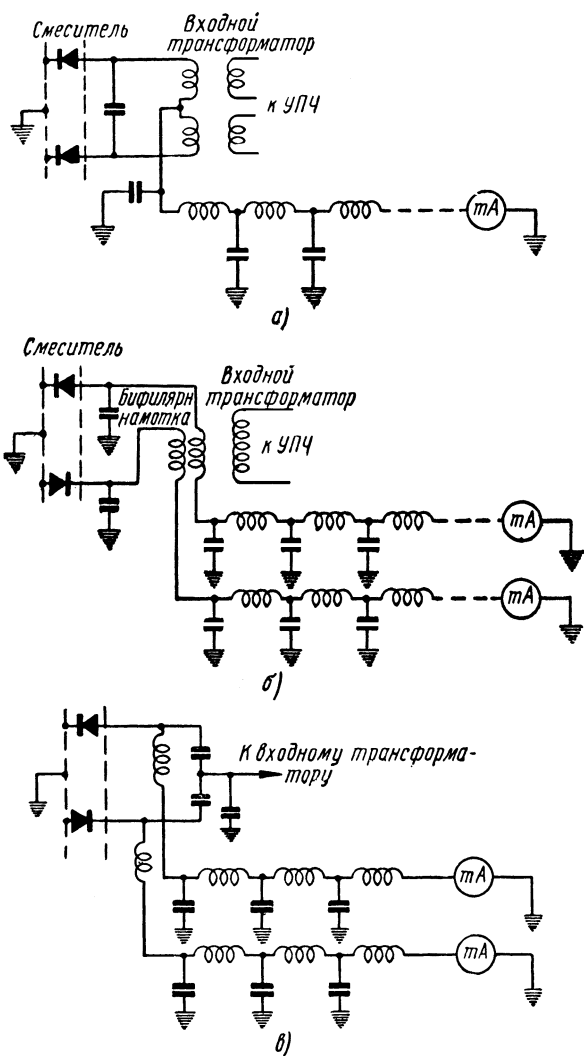 Смеситель
Входной
трансформатор
к УПЧ
mA
а)
Смеситель
Бифилярн
намотка
Входной
трансформатор
к УПЧ
mA
mA
б)
К входному трансформа-
тору
mA
mA
в)